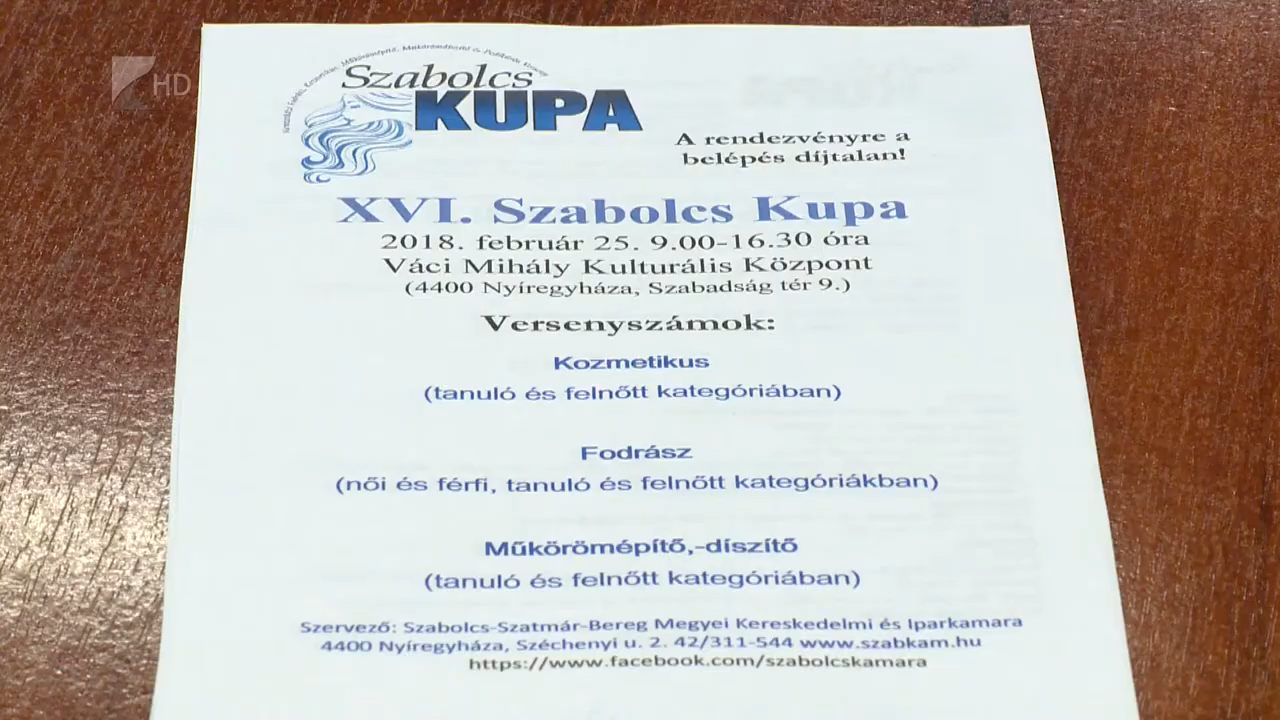 HD
Szabolcs
KUPA
A rendezvényre a
belépés díjtalan!
XVI. Szabolcs Kupa
2018. február 25. 9.00-16.30 óra
Váci Mihály Kulturális Központ
(4400 Nyíregyháza, Szabadság tér 9.)
Versenyszámok:
Kozmetikus
(tanuló és felnőtt kategóriában)
Fodrász
(női és férfi, tanuló és felnőtt kategóriákban)
Műkörömépítő,-díszítő
(tanuló és felnőtt kategóriában)
Szervező: Szabolcs-Szatmár-Bereg Megyei Kereskedelmi és Iparkamara
4400 Nyíregyháza, Széchenyi u. 2. 42/311-544 www.szabkam.hu
https://www.facebook.com/szabolcskamara